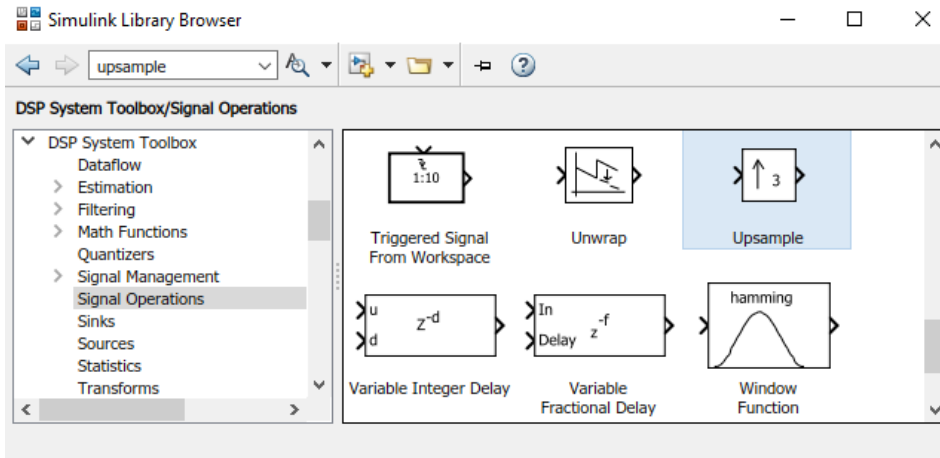 Simulink Library Browser
upsample
DSP System Toolbox/Signal Operations
DSP System Toolbox
Dataflow
Estimation
Filtering
Math Functions
Quantizers
Signal Management
Signal Operations
Sinks
Sources
Statistics
Transforms
1:10
Triggered Signal
From Workspace
Unwrap
3
Upsample
u
d
z-d
Variable Integer Delay
In
Delay
z-f
Variable
Fractional Delay
hamming
Window
Function